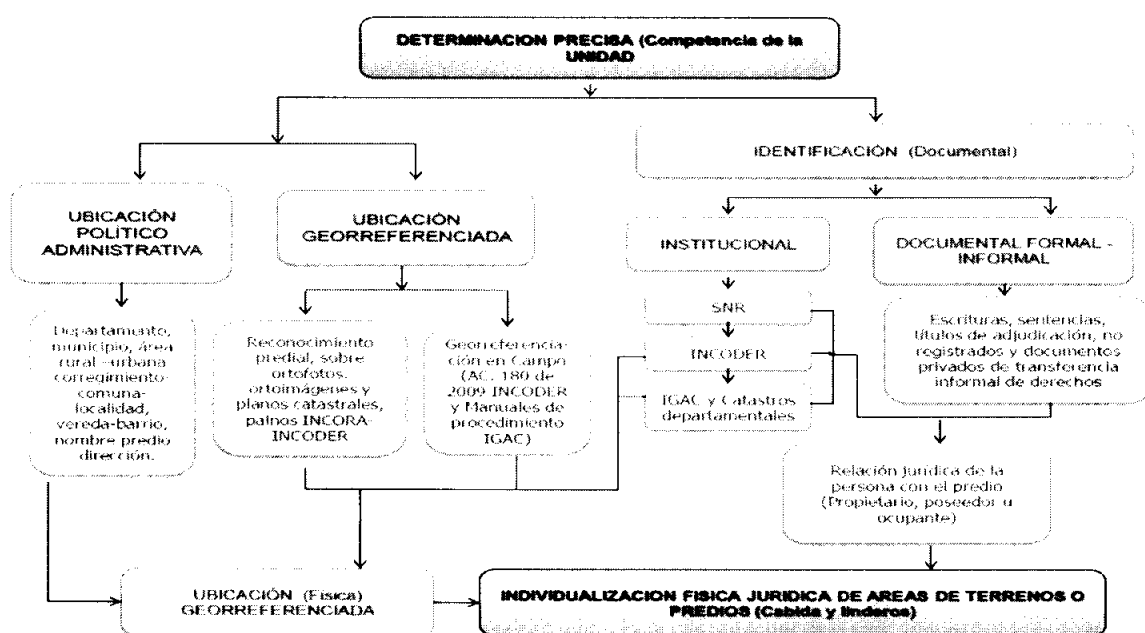 DETERMINACION PRECISA (Competencia de la
UNIDAD
IDENTIFICACIÓN (Documental)
UBICACIÓN
POLÍTICO
ADMINISTRATIVA
UBICACIÓN
GEORREFERENCIADA
INSTITUCIONAL
DOCUMENTAL FORMAL -
INFORMAL
Departamento,
municipio, área
rural -urbana
corregimiento-
comuna-
localidad,
vereda-barrio,
nombre predio
dirección.
Reconocimiento
predial, sobre
ortofotos,
ortoimágenes y
planos catastrales,
palnos INCORA-
INCODER
Georreferencia-
ción en Campo
(AC. 180 de
2009 INCODER
y Manuales de
procedimiento
IGAC)
SNR
INCODER
IGAC y Catastros
departamentales
Escrituras, sentencias,
títulos de adjudicación, no
registrados y documentos
privados de transferencia
informal de derechos
Relación jurídica de la
persona con el predio
(Propietario, poseedor u
ocupante)
UBICACIÓN (Física)
GEORREFERENCIADA
INDIVIDUALIZACION FISICA JURIDICA DE AREAS DE TERRENOS O
PREDIOS (Cabida y linderos)